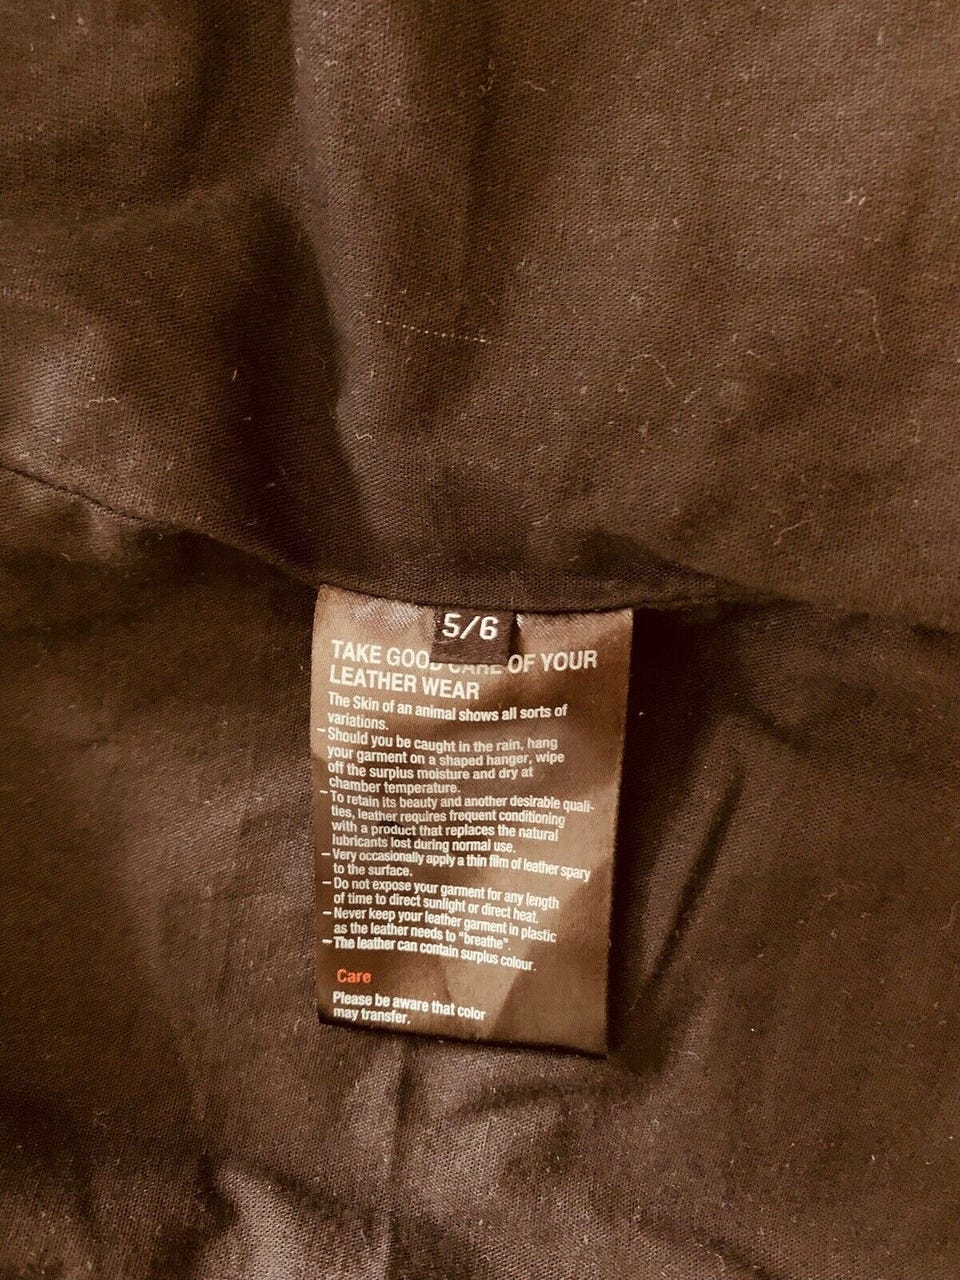 5/6
TAKE GOOD CARE OF YOUR
LEATHER WEAR
The Skin of an animal shows all sorts of
variations.
– Should you be caught in the rain, hang
your garment on a shaped hanger, wipe
off the surplus moisture and dry at
chamber temperature.
– To retain its beauty and another desirable quali-
ties, leather requires frequent conditioning
with a product that replaces the natural
lubricants lost during normal use.
– Very occasionally apply a thin film of leather spary
to the surface.
– Do not expose your garment for any length
of time to direct sunlight or direct heat.
– Never keep your leather garment in plastic
as the leather needs to "breathe".
– The leather can contain surplus colour.
Care
Please be aware that color
may transfer.